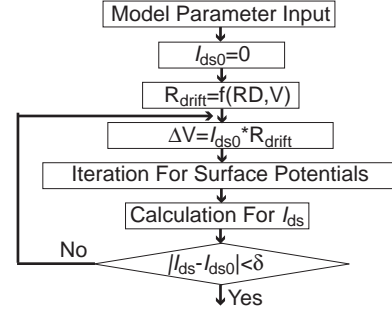 Model Parameter Input
Ids0=0
Rdrift=f(RD,V)
ΔV=Ids0*Rdrift
Iteration For Surface Potentials
Calculation For Ids
No
|Ids-Ids0|<δ
Yes